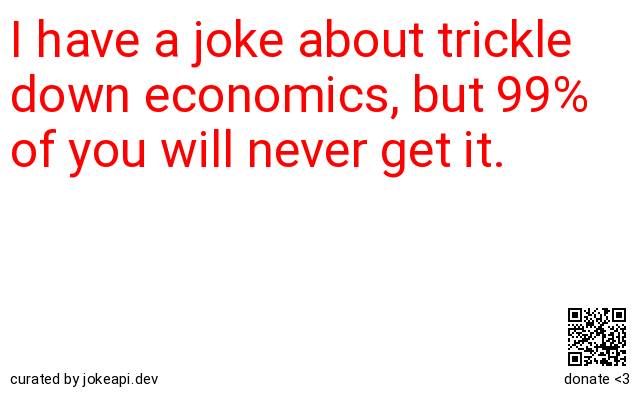 I have a joke about trickle
down economics, but 99%
of you will never get it.
curated by jokeapi.dev
donate <3